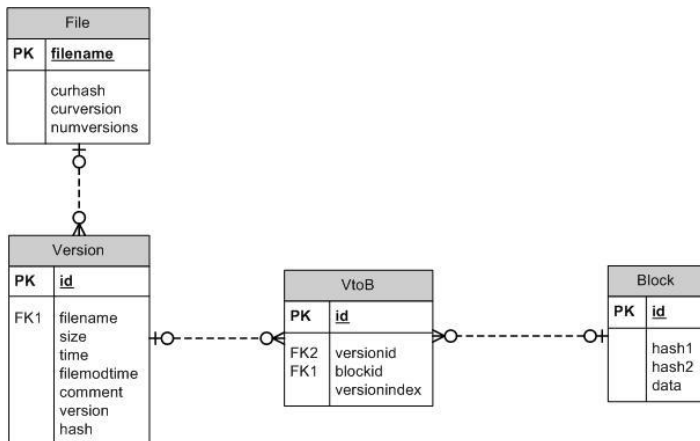 File
PK filename
curhash
curversion
numversions
Version
PK id
FK1 filename
size
time
filemodtime
comment
version
hash
VtoB
PK id
FK2 versionid
FK1 blockid
versionindex
Block
PK id
hash1
hash2
data